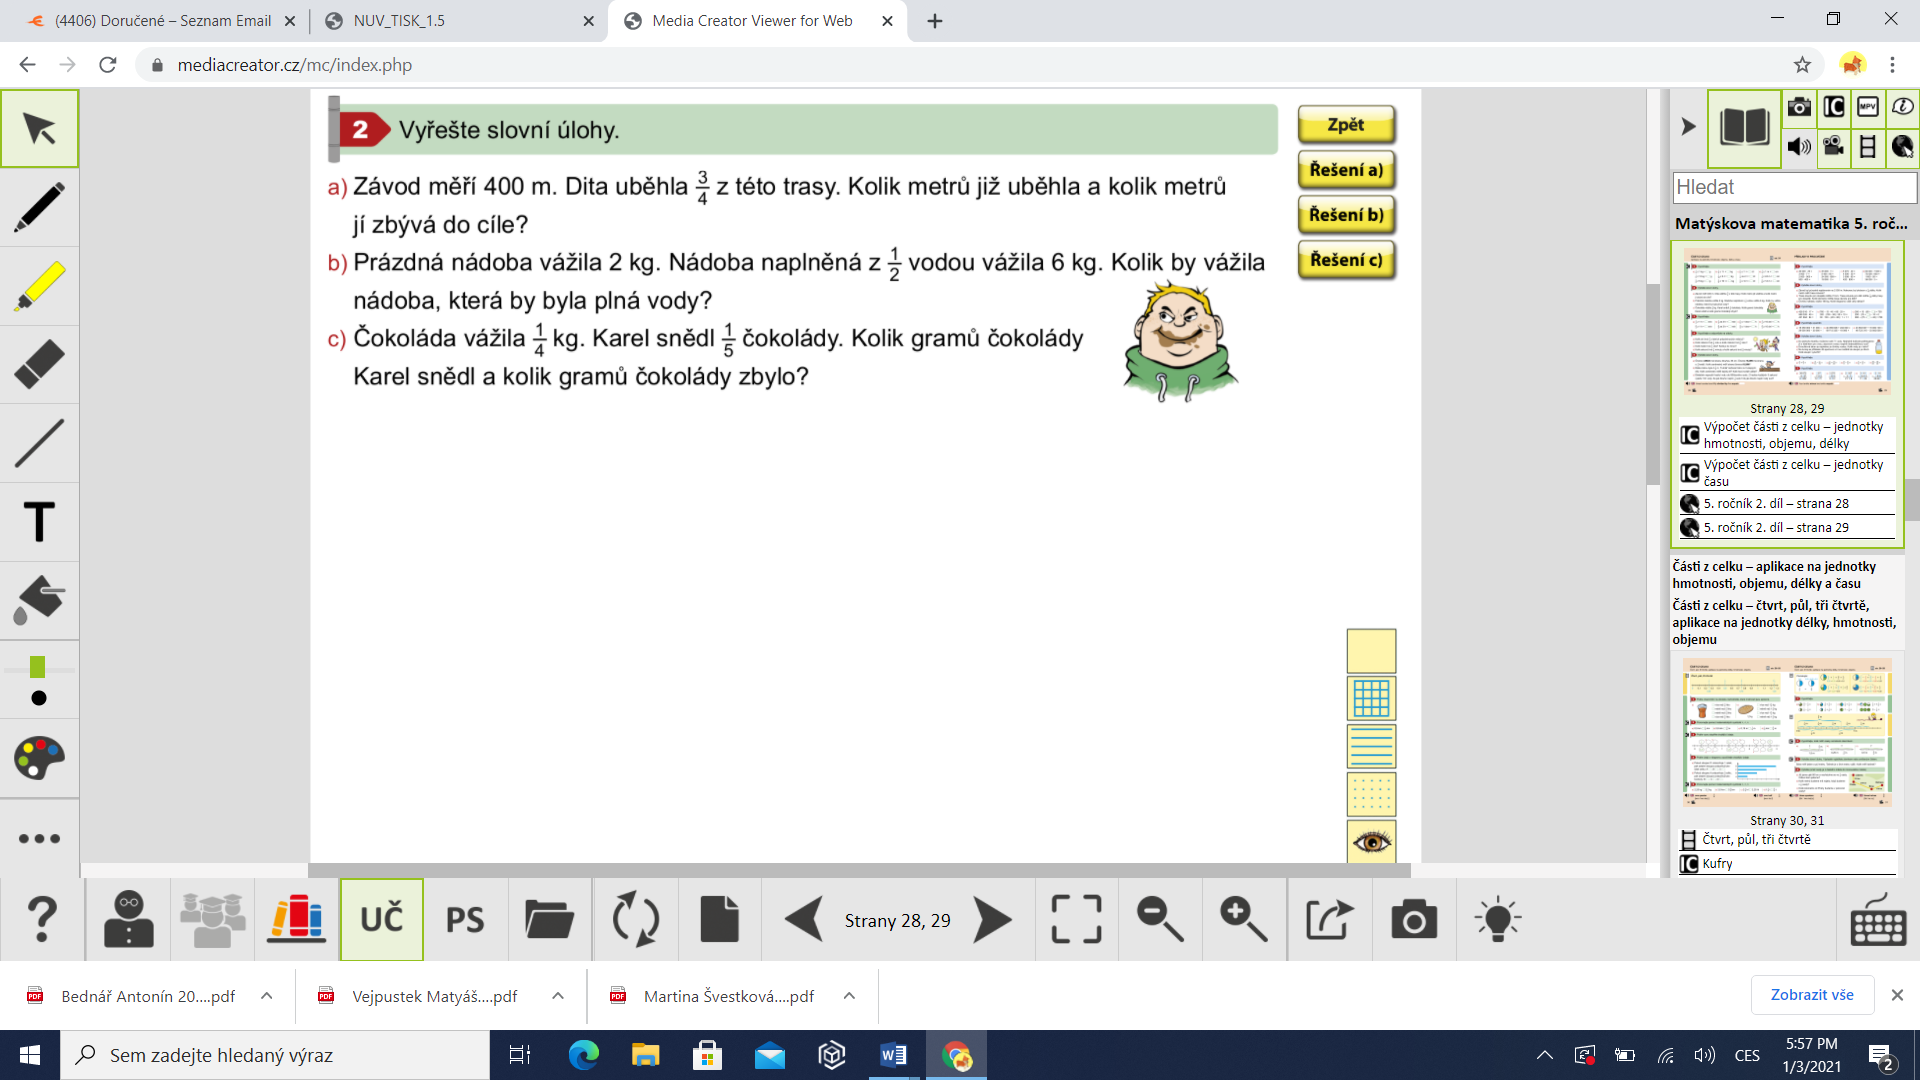 (4406) Doručené – Seznam Email
NUV_TISK_1.5
Media Creator Viewer for Web
mediacreator.cz/mc/index.php
2 Vyřešte slovní úlohy.
a) Závod měří 400 m. Dita uběhla 3/4 z této trasy. Kolik metrů již uběhla a kolik metrů
jí zbývá do cíle?
b) Prázdná nádoba vážila 2 kg. Nádoba naplněná z 1/2 vodou vážila 6 kg. Kolik by vážila
nádoba, která by byla plná vody?
c) Čokoláda vážila 1/4 kg. Karel snědl 1/5 čokolády. Kolik gramů čokolády
Karel snědl a kolik gramů čokolády zbylo?
Zpět
Řešení a)
Řešení b)
Řešení c)
T
IC
MPV
i
Hledat
Matýskova matematika 5. roč...
Strany 28, 29
IC Výpočet části z celku – jednotky
hmotnosti, objemu, délky
IC Výpočet části z celku – jednotky
času
5. ročník 2. díl – strana 28
5. ročník 2. díl – strana 29
Části z celku – aplikace na jednotky
hmotnosti, objemu, délky a času
Části z celku – čtvrt, půl, tři čtvrtě,
aplikace na jednotky délky, hmotnosti,
objemu
Strany 30, 31
Čtvrt, půl, tři čtvrtě
IC Kufry
?
UČ
PS
Strany 28, 29
PDF Bednář Antonín 20....pdf
PDF Vejpustek Matyáš....pdf
PDF Martina Švestková....pdf
Zobrazit vše
Sem zadejte hledaný výraz
W
CES
5:57 PM
1/3/2021
2